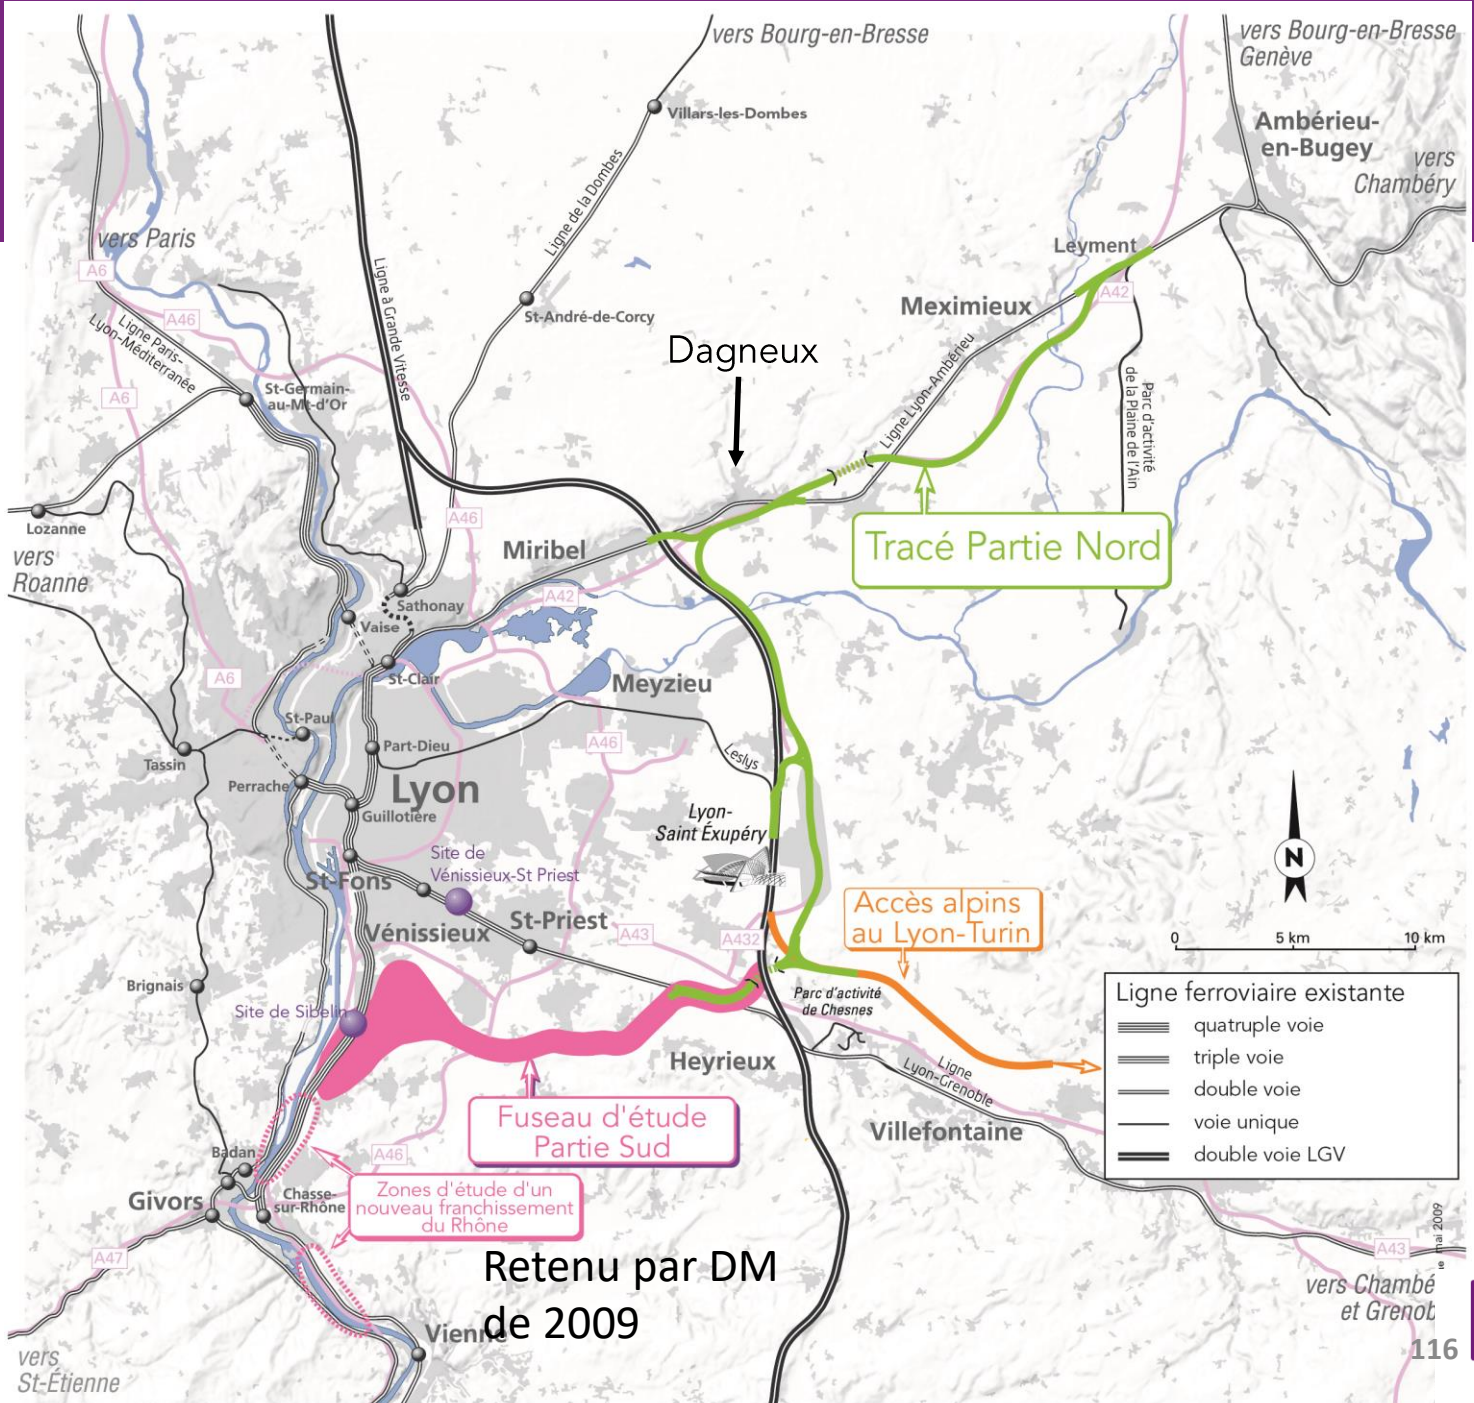 vers Bourg-en-Bresse
vers Bourg-en-Bresse
Genève
Villars-les-Dombes
Ambérieu-
en-Bugey
vers
Chambéry
Ligne de la Dombes
vers Paris
Leyment
A6
Ligne à Grande Vitesse
A42
A46
St-André-de-Corcy
Meximieux
Ligne Paris-
Lyon-Méditerranée
Dagneux
Ligne Lyon-Ambérieu
Parc d'activité
de la Plaine de l'Ain
A6
St-Germain-
au-Mt-d'Or
Lozanne
A46
vers
Roanne
Miribel
Tracé Partie Nord
A42
Sathonay
Vaise
A6
St-Clair
Meyzieu
St-Paul
Part-Dieu
A46
Leslys
Tassin
Perrache
Lyon
Guillotière
Lyon-
Saint Éxupéry
N
Site de
Vénissieux-St Priest
St-Fons
Vénissieux
St-Priest
A43
A432
Accès alpins
au Lyon-Turin
0
5 km
10 km
Brignais
Parc d'activité
de Chesnes
Site de Sibelin
Ligne ferroviaire existante
quatruple voie
triple voie
double voie
voie unique
double voie LGV
Heyrieux
Ligne
Lyon-Grenoble
Fuseau d'étude
Partie Sud
Villefontaine
Badan
A46
Givors
Chasse-
sur-Rhône
Zones d'étude d'un
nouveau franchissement
du Rhône
A47
Retenu par DM
de 2009
A43
mai 2009
vers Chambé
et Grenob
Vienne
vers
St-Étienne
116